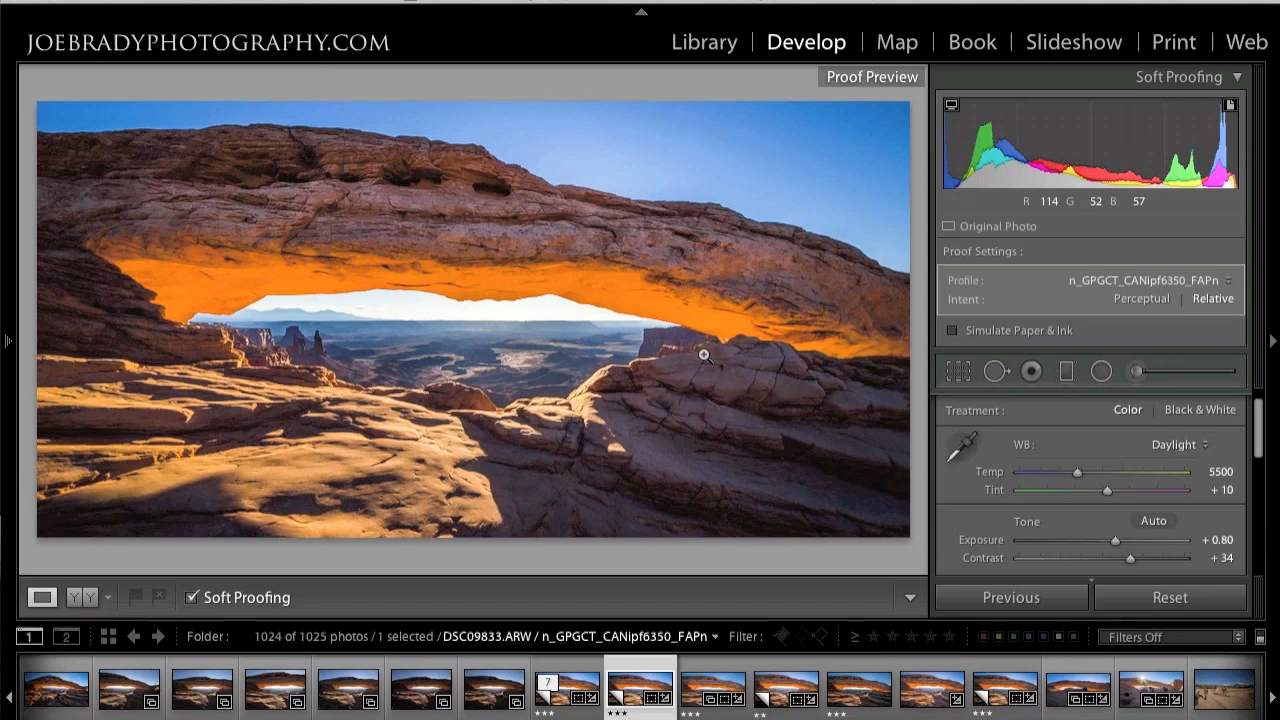 JOEBRADYPHOTOGRAPHY.COM
Library | Develop | Map | Book | Slideshow | Print | Web
Proof Preview
Soft Proofing
R 114 G 52 B 57
Original Photo
Proof Settings :
Profile : n_GPGCT_CANipf6350_FAPn
Intent : Perceptual | Relative
Simulate Paper & Ink
Treatment : Color | Black & White
WB : Daylight
Temp 5500
Tint + 10
Tone Auto
Exposure + 0.80
Contrast + 34
Y Y Soft Proofing
Previous Reset
1 2 Folder : 1024 of 1025 photos / 1 selected / DSC09833.ARW / n_GPGCT_CANipf6350_FAPn Filter : Filters Off
7